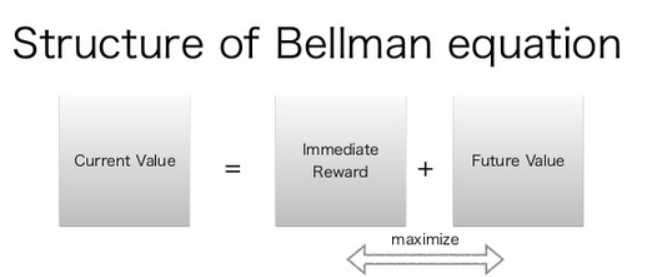 Structure of Bellman equation
Current Value
=
Immediate
Reward
+
Future Value
maximize